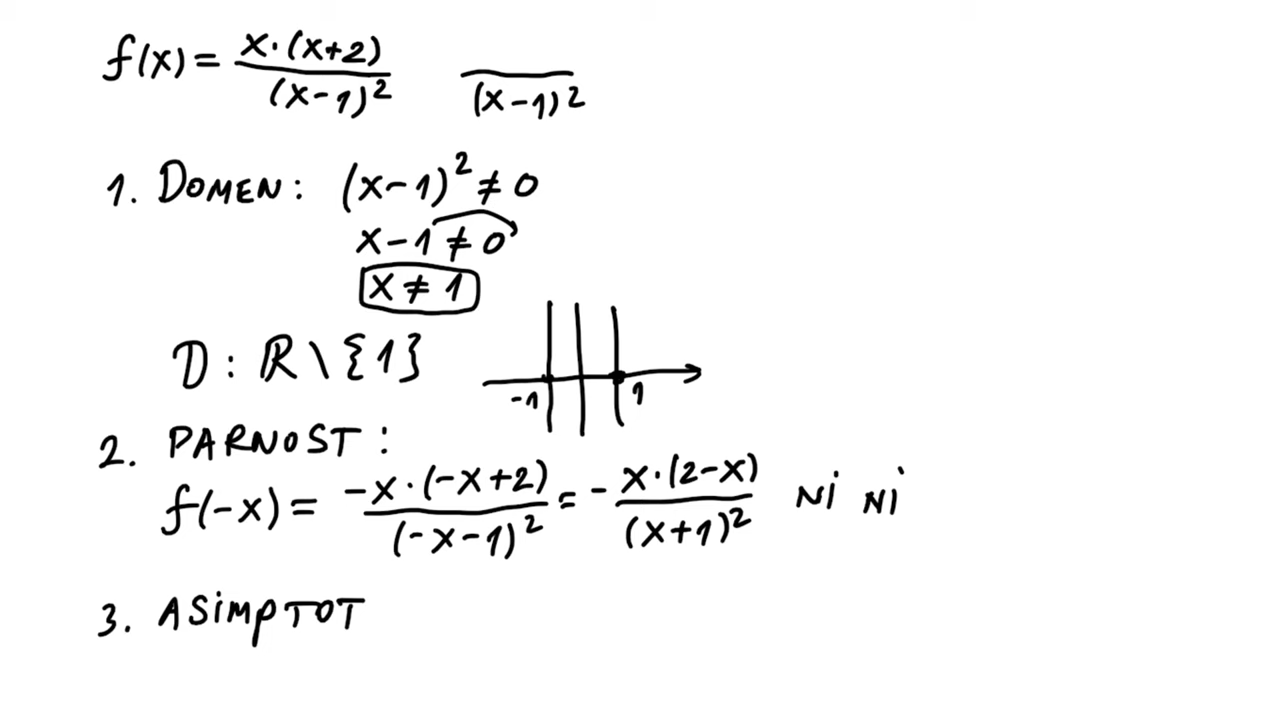 f(x) = x·(x+2) / (x-1)²   / (x-1)²
1. DOMEN: (x-1)² ≠ 0
x-1 ≠ 0
x ≠ 1
D: ℝ \ {1}
-1 1
2. PARNOST:
f(-x) = -x·(-x+2) / (-x-1)² = - x·(2-x) / (x+1)² Ni Ni
3. ASimpTOT